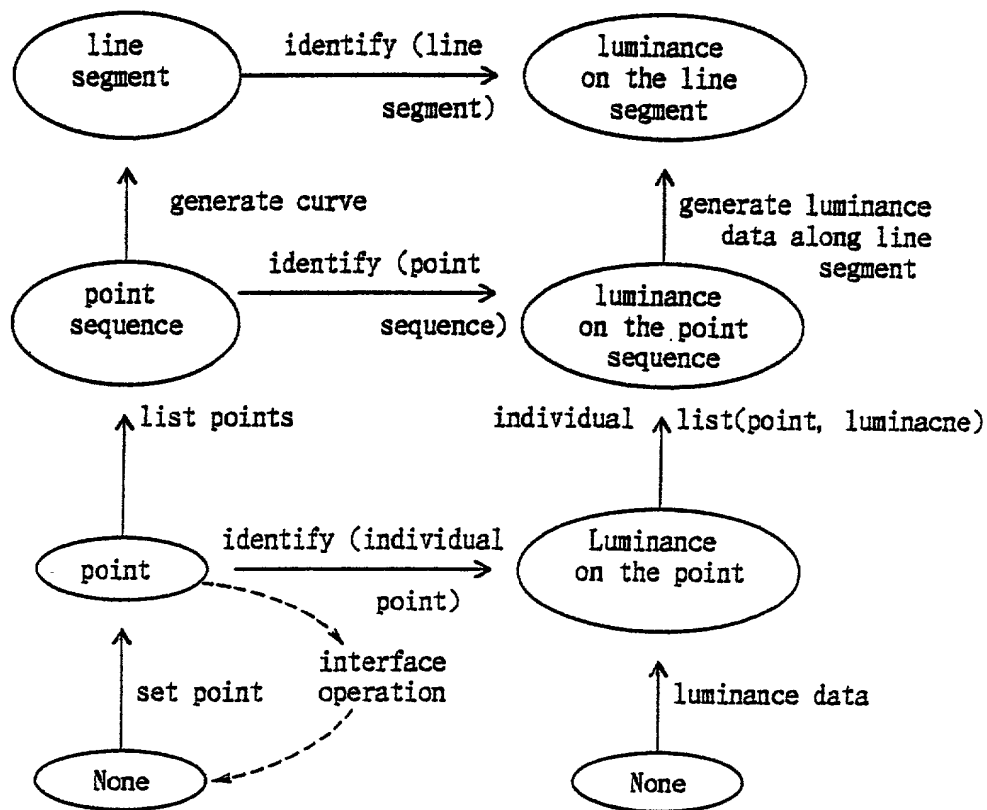 line
segment
identify (line
segment)
luminance
on the line
segment
generate curve
generate luminance
data along line
segment
point
sequence
identify (point
sequence)
luminance
on the point
sequence
list points
individual list(point, luminacne)
point
identify (individual
point)
Luminance
on the point
interface
operation
set point
luminance data
None
None